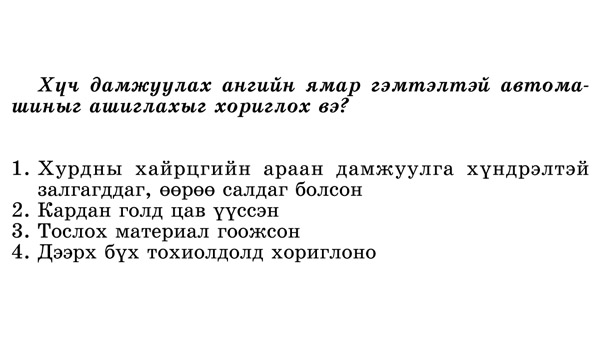 Хүч дамжуулах ангийн ямар гэмтэлтэй автома-
шиныг ашиглахыг хориглох вэ?
1. Хурдны хайрцгийн араан дамжуулга хүндрэлтэй
залгагддаг, өөрөө салдаг болсон
2. Кардан голд цав үүссэн
3. Тослох материал гоожсон
4. Дээрх бүх тохиолдолд хориглоно